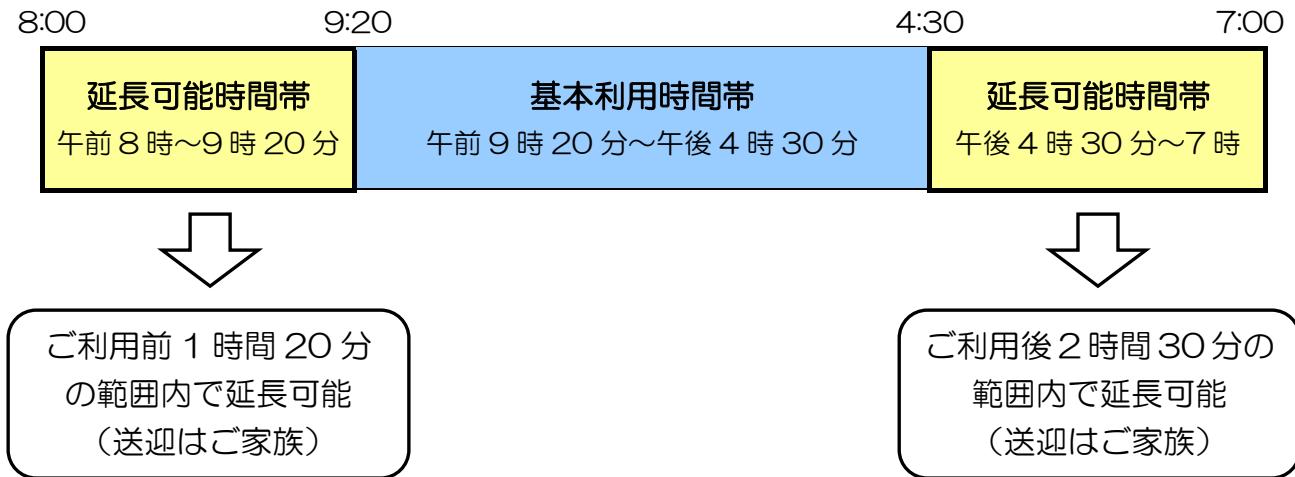 8:00 9:20 4:30 7:00
延長可能時間帯 基本利用時間帯 延長可能時間帯
午前8時～9時20分 午前9時20分～午後4時30分 午後4時30分～7時
ご利用前1時間20分
の範囲内で延長可能
（送迎はご家族）
ご利用後2時間30分の
範囲内で延長可能
（送迎はご家族）